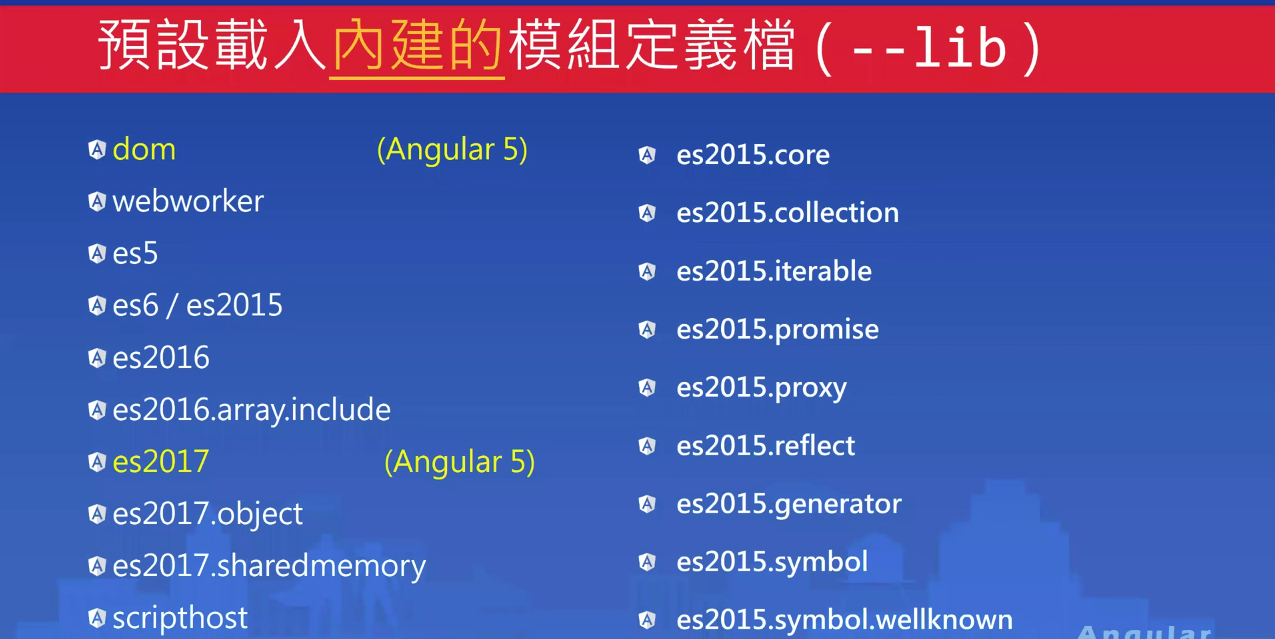 預設載入內建的模組定義檔 ( --lib )
dom (Angular 5)
webworker
es5
es6 / es2015
es2016
es2016.array.include
es2017 (Angular 5)
es2017.object
es2017.sharedmemory
scripthost
es2015.core
es2015.collection
es2015.iterable
es2015.promise
es2015.proxy
es2015.reflect
es2015.generator
es2015.symbol
es2015.symbol.wellknown
Angular